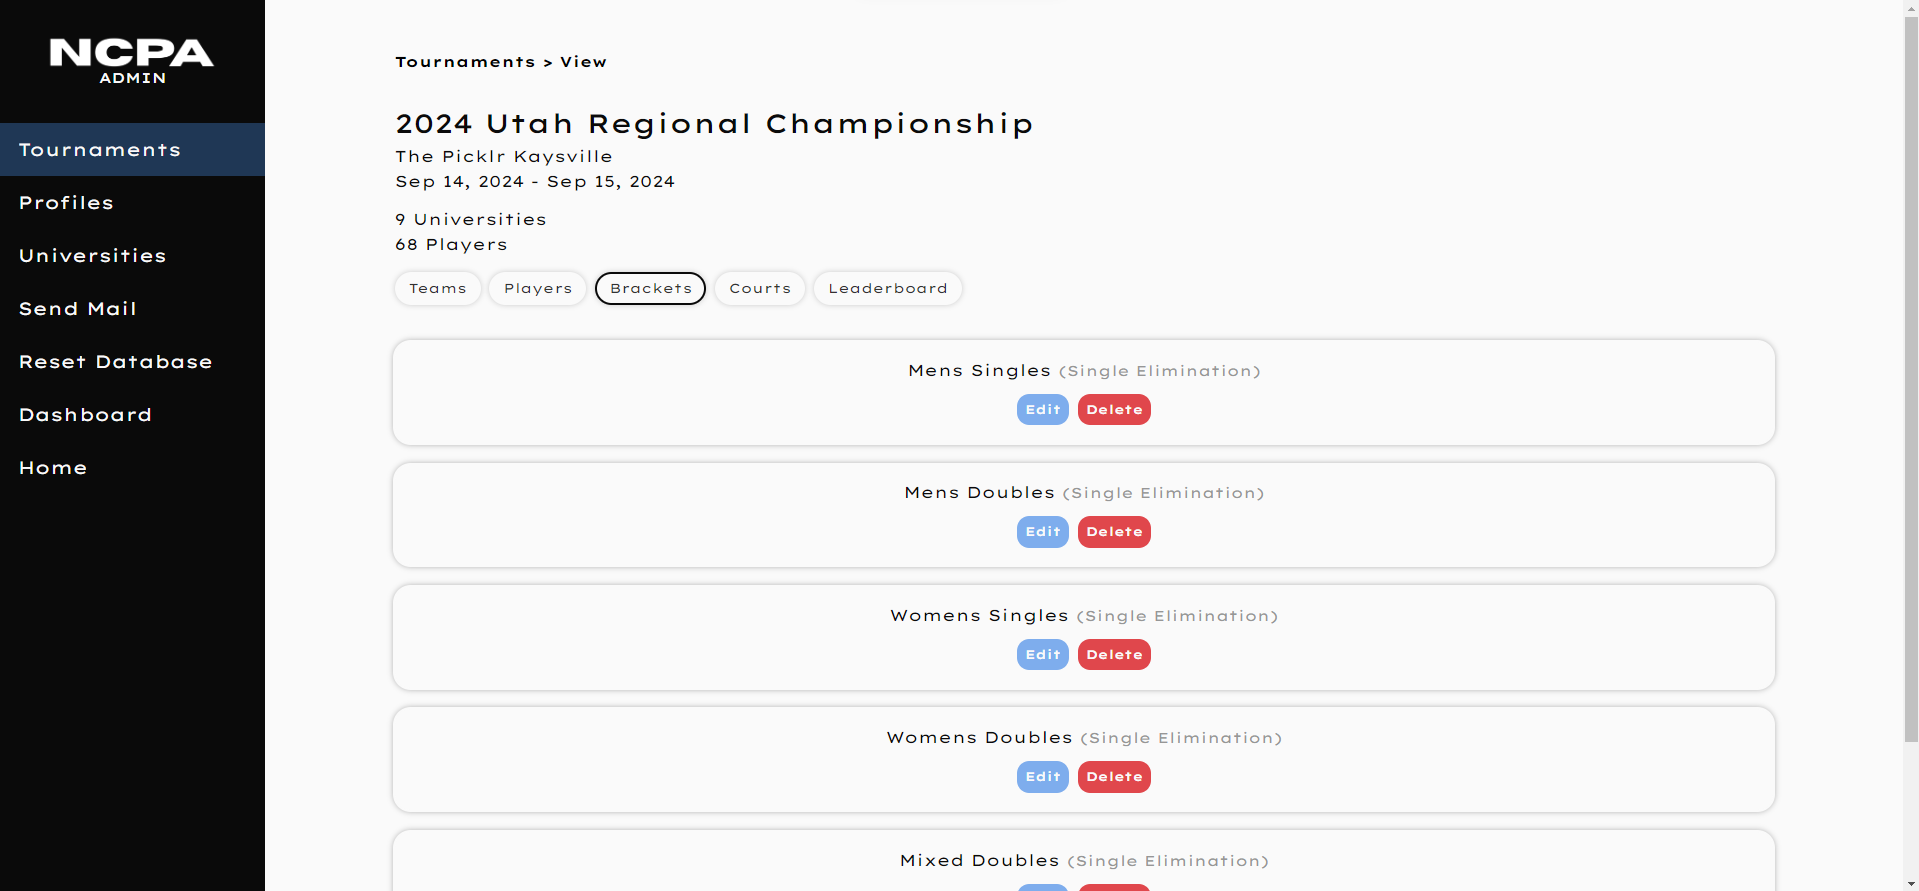 NCPA
ADMIN
Tournaments
Profiles
Universities
Send Mail
Reset Database
Dashboard
Home
Tournaments > View
2024 Utah Regional Championship
The Picklr Kaysville
Sep 14, 2024 - Sep 15, 2024
9 Universities
68 Players
Teams Players Brackets Courts Leaderboard
Mens Singles (Single Elimination)
Edit Delete
Mens Doubles (Single Elimination)
Edit Delete
Womens Singles (Single Elimination)
Edit Delete
Womens Doubles (Single Elimination)
Edit Delete
Mixed Doubles (Single Elimination)